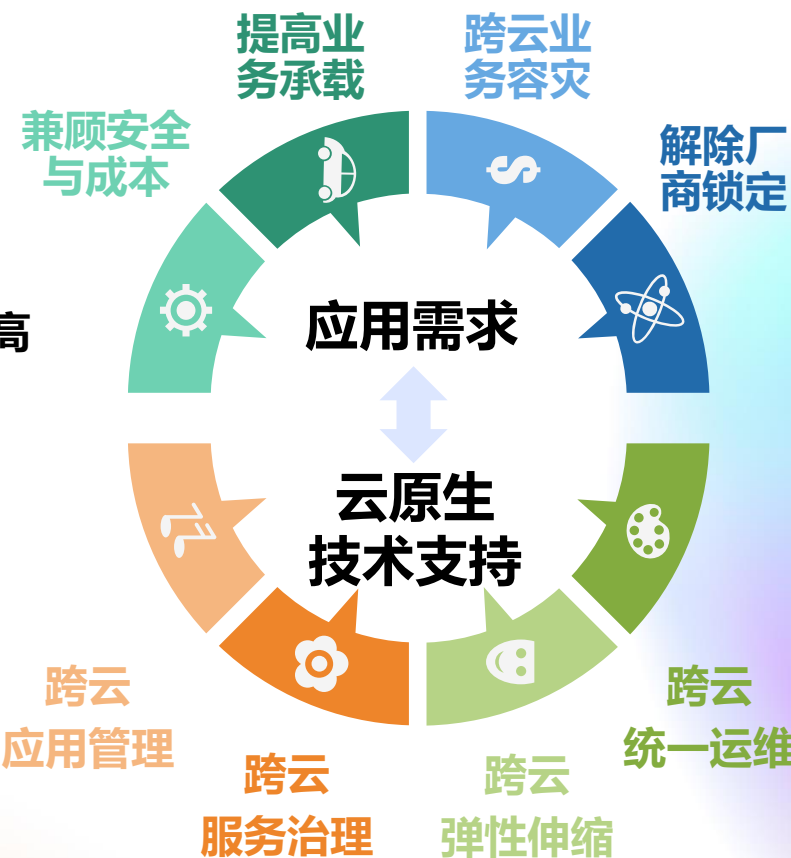 提高业
务承载
跨云业
务容灾
兼顾安全
与成本
解除厂
商锁定
高
应用需求
云原生
技术支持
跨云
应用管理
跨云
统一运维
跨云
服务治理
跨云
弹性伸缩